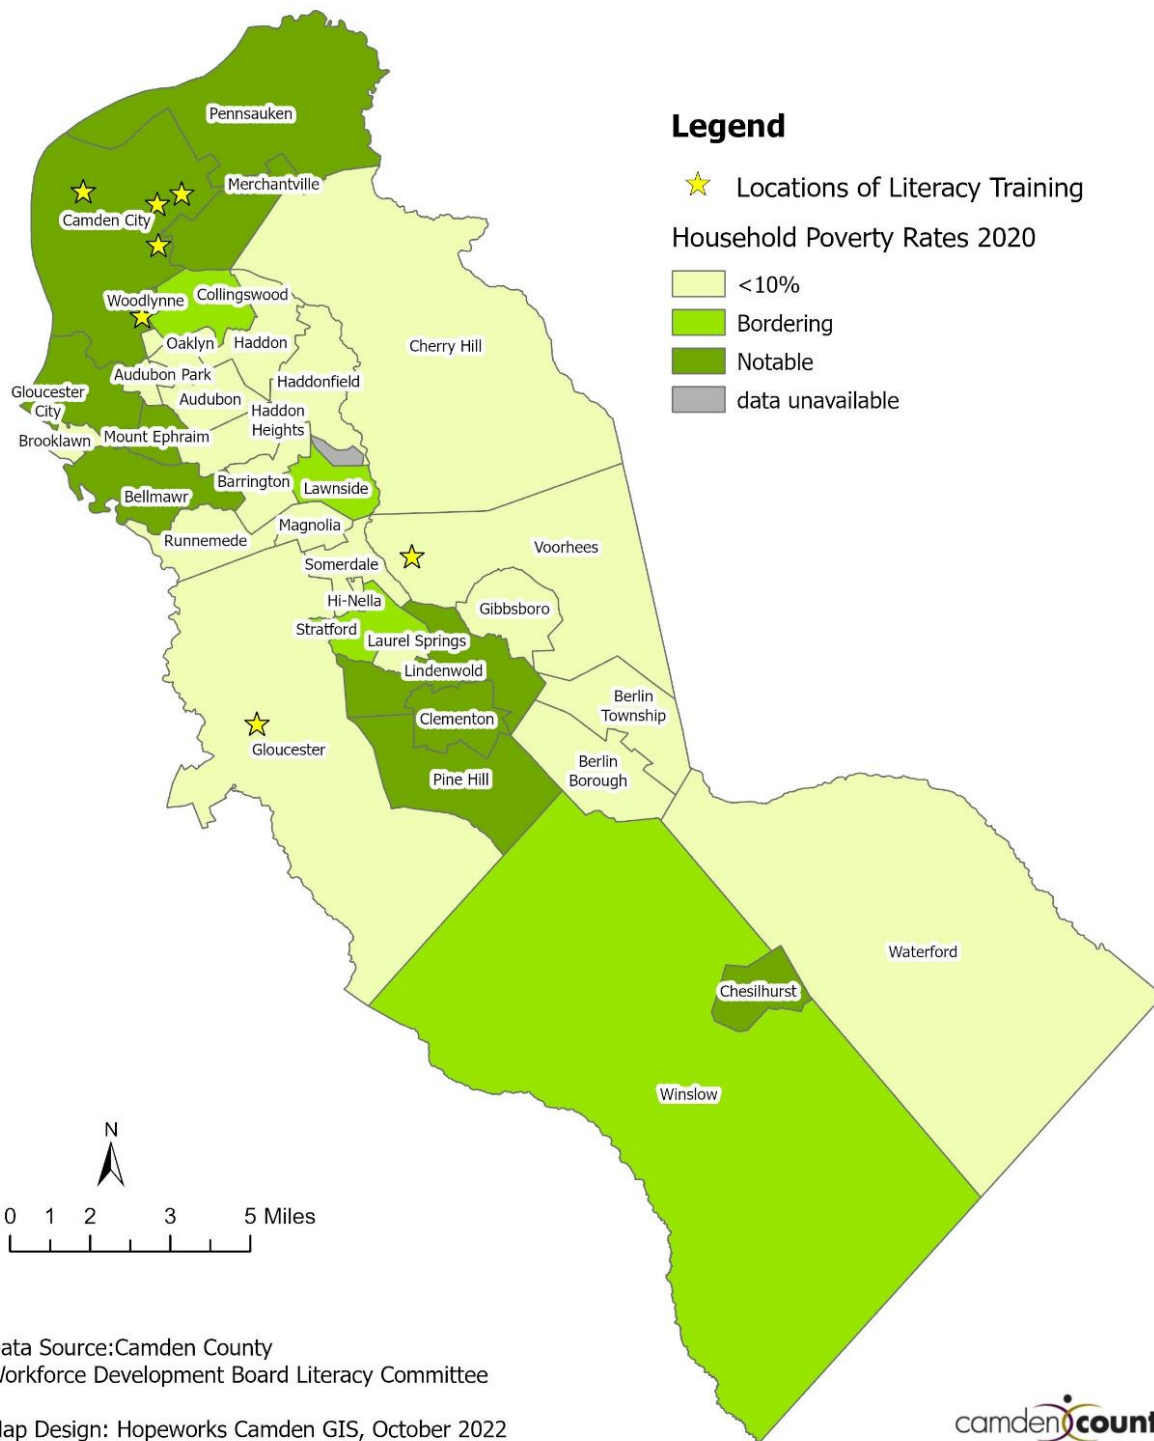 Legend
Locations of Literacy Training
Household Poverty Rates 2020
<10%
Bordering
Notable
data unavailable
Pennsauken
Merchantville
Camden City
Woodlynne
Collingswood
Oaklyn
Haddon
Cherry Hill
Audubon Park
Haddonfield
Audubon
Gloucester
City
Haddon
Heights
Brooklawn
Mount Ephraim
Barrington
Lawnside
Bellmawr
Magnolia
Runnemede
Voorhees
Somerdale
Hi-Nella
Gibbsboro
Stratford
Laurel Springs
Lindenwold
Berlin
Township
Clementon
Gloucester
Berlin
Borough
Pine Hill
Waterford
Chesilhurst
Winslow
N
0 1 2 3 5 Miles
ata Source:Camden County
Workforce Development Board Literacy Committee
Map Design: Hopeworks Camden GIS, October 2022
camden count